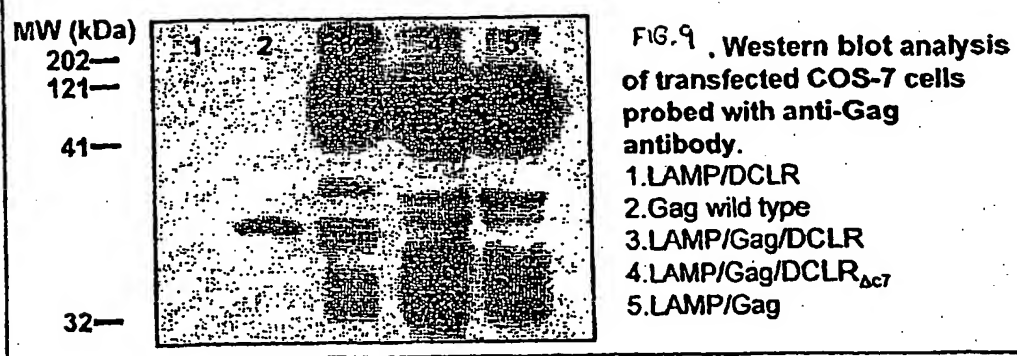 MW (kDa)
202—
121—
41—
32—
1 2 3 4 5
FIG.9 . Western blot analysis
of transfected COS-7 cells
probed with anti-Gag
antibody.
1.LAMP/DCLR
2.Gag wild type
3.LAMP/Gag/DCLR
4.LAMP/Gag/DCLRΔc7
5.LAMP/Gag